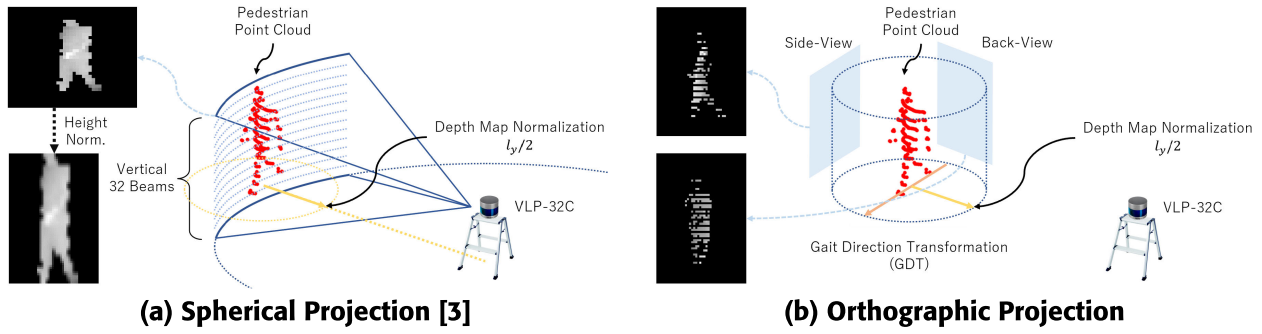 Pedestrian
Point Cloud
Height
Norm.
Vertical
32 Beams
Depth Map Normalization
l_y/2
VLP-32C
(a) Spherical Projection [3]
Pedestrian
Point Cloud
Side-View
Back-View
Depth Map Normalization
l_y/2
VLP-32C
Gait Direction Transformation
(GDT)
(b) Orthographic Projection